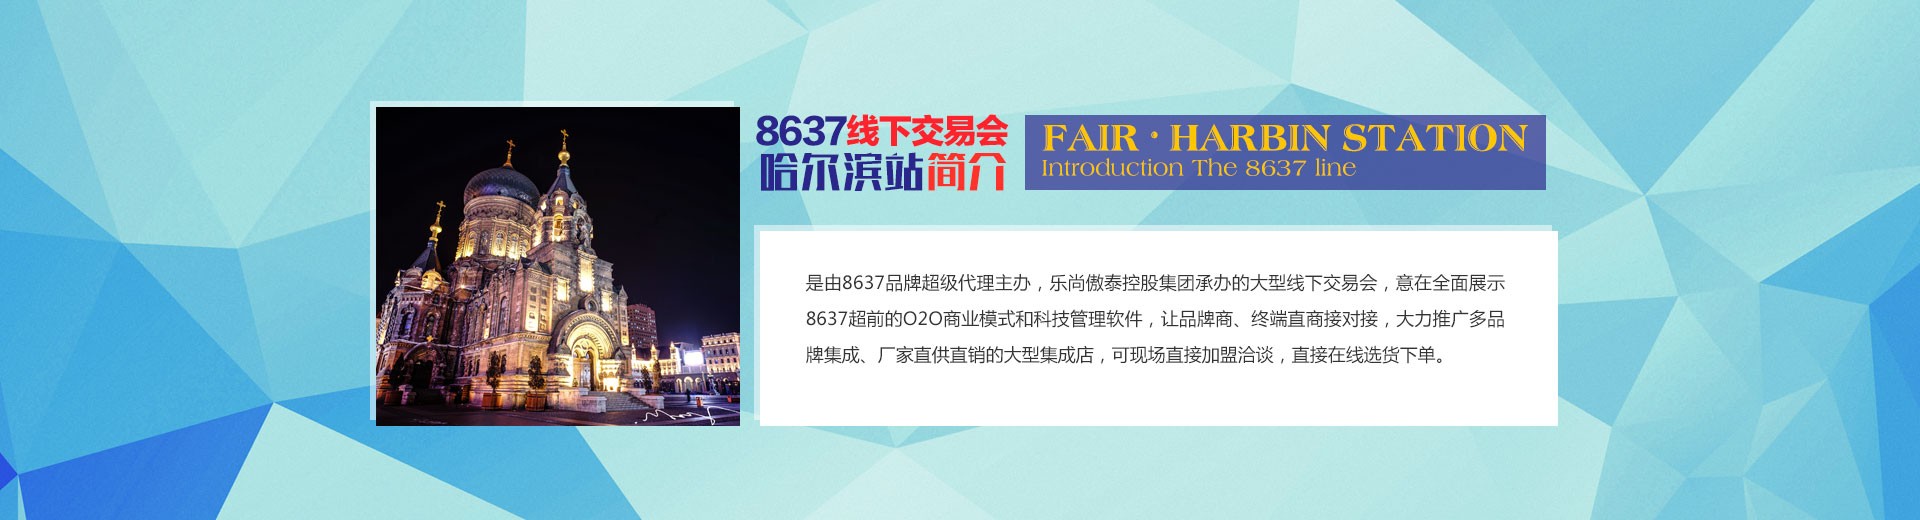 8637线下交易会
哈尔滨站简介
FAIR · HARBIN STATION
Introduction The 8637 line
是由8637品牌超级代理主办，乐尚傲泰控股集团承办的大型线下交易会，意在全面展示
8637超前的O2O商业模式和科技管理软件，让品牌商、终端直商接对接，大力推广多品
牌集成、厂家直供直销的大型集成店，可现场直接加盟洽谈，直接在线选货下单。